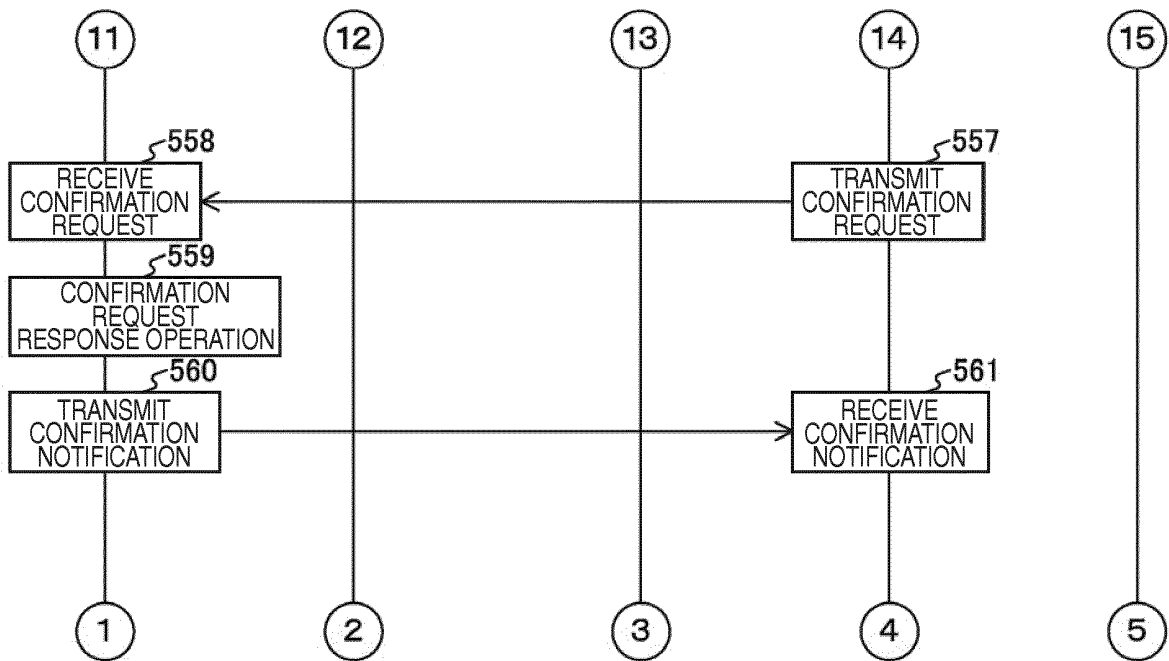 11
12
13
14
15
558
557
RECEIVE
CONFIRMATION
REQUEST
TRANSMIT
CONFIRMATION
REQUEST
559
CONFIRMATION
REQUEST
RESPONSE OPERATION
560
561
TRANSMIT
CONFIRMATION
NOTIFICATION
RECEIVE
CONFIRMATION
NOTIFICATION
1
2
3
4
5